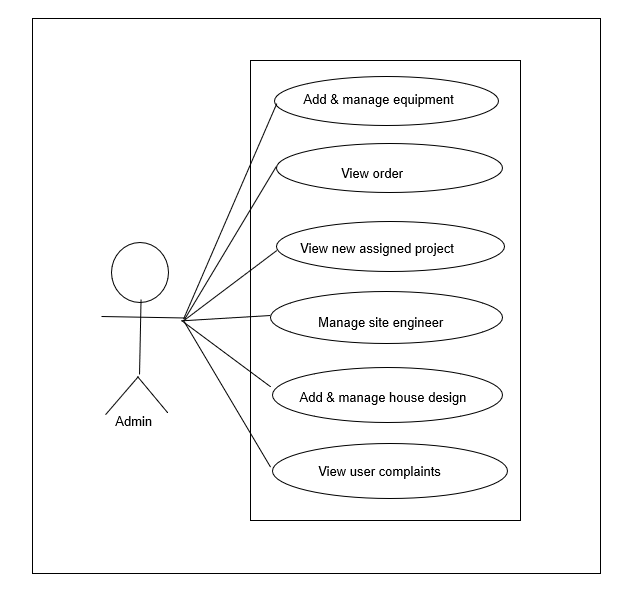 Add & manage equipment
View order
View new assigned project
Manage site engineer
Add & manage house design
Admin
View user complaints